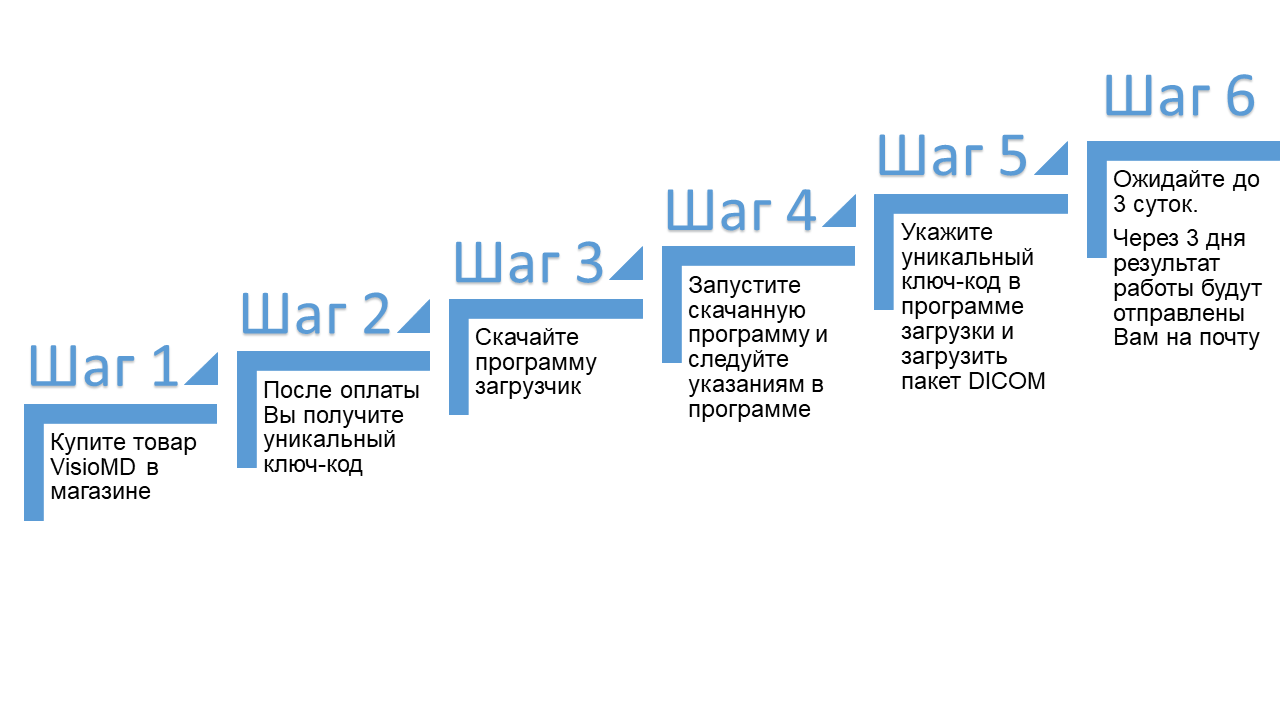 Шаг 1
Купите товар
VisioMD в
магазине
Шаг 2
После оплаты
Вы получите
уникальный
ключ-код
Шаг 3
Скачайте
программу
загрузчик
Шаг 4
Запустите
скачанную
программу и
следуйте
указаниям в
программе
Шаг 5
Укажите
уникальный
ключ-код в
программе
загрузки и
загрузить
пакет DICOM
Шаг 6
Ожидайте до
3 суток.
Через 3 дня
результат
работы будут
отправлены
Вам на почту